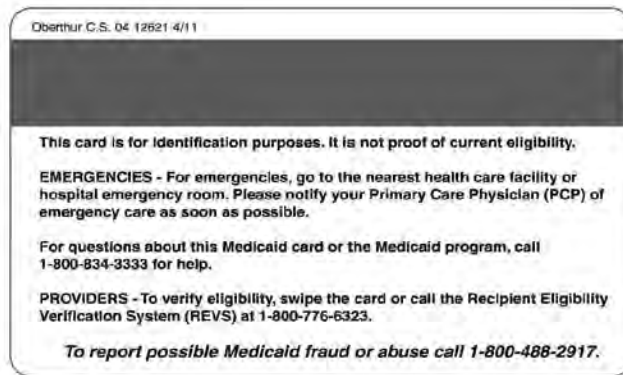 Oberthur C.S. 04 12621 4/11
This card is for identification purposes. It is not proof of current eligibility.
EMERGENCIES - For emergencies, go to the nearest health care facility or
hospital emergency room. Please notify your Primary Care Physician (PCP) of
emergency care as soon as possible.
For questions about this Medicaid card or the Medicaid program, call
1-800-834-3333 for help.
PROVIDERS - To verify eligibility, swipe the card or call the Recipient Eligibility
Verification System (REVS) at 1-800-776-6323.
To report possible Medicaid fraud or abuse call 1-800-488-2917.